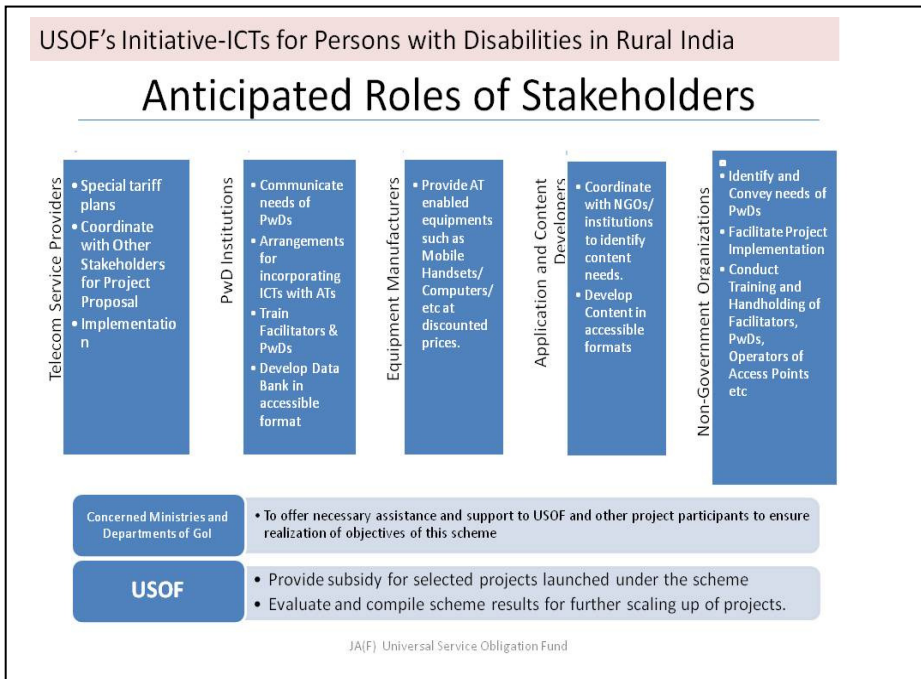 USOF's Initiative-ICTs for Persons with Disabilities in Rural India
Anticipated Roles of Stakeholders
Telecom Service Providers
▪ Special tariff
plans
▪ Coordinate
with Other
Stakeholders
for Project
Proposal
▪ Implementatio
n
PwD Institutions
▪ Communicate
needs of
PwDs
▪ Arrangements
for
incorporating
ICTs with ATs
▪ Train
Facilitators &
PwDs
▪ Develop Data
Bank in
accessible
format
Equipment Manufacturers
▪ Provide AT
enabled
equipments
such as
Mobile
Handsets/
Computers/
etc at
discounted
prices.
Application and Content
Developers
▪ Coordinate
with NGOs/
institutions
to identify
content
needs.
▪ Develop
Content in
accessible
formats
Non-Government Organizations
▪
▪ Identify and
Convey needs of
PwDs
▪ Facilitate Project
Implementation
▪ Conduct
Training and
Handholding of
Facilitators,
PwDs,
Operators of
Access Points
etc
Concerned Ministries and
Departments of GoI
• To offer necessary assistance and support to USOF and other project participants to ensure
realization of objectives of this scheme
USOF
• Provide subsidy for selected projects launched under the scheme
• Evaluate and compile scheme results for further scaling up of projects.
JA(F) Universal Service Obligation Fund